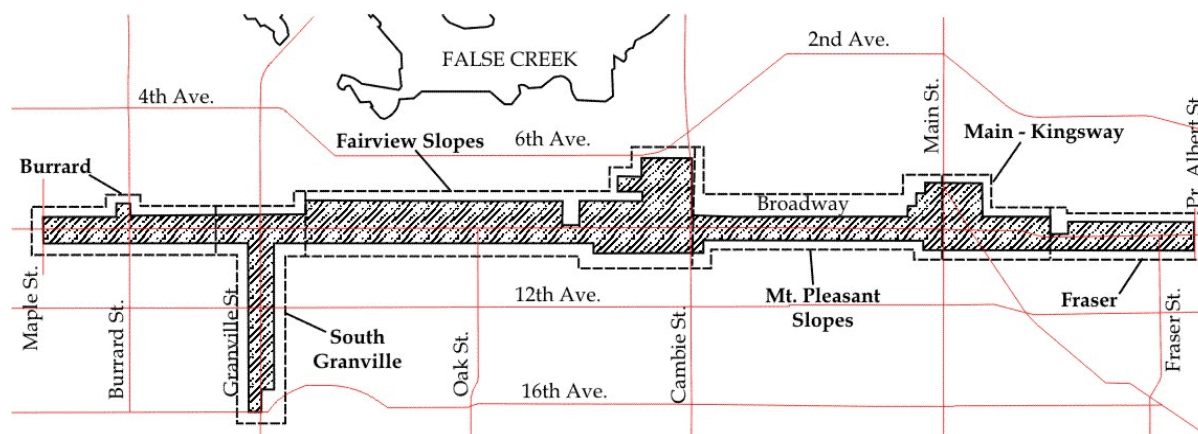 FALSE CREEK
2nd Ave.
4th Ave.
6th Ave.
Fairview Slopes
Burrard
Main St.
Main - Kingsway
Pr. Albert St.
Broadway
Maple St.
Burrard St.
Granville St.
South
Granville
Oak St.
12th Ave.
Cambie St.
Mt. Pleasant
Slopes
Fraser
Fraser St.
16th Ave.